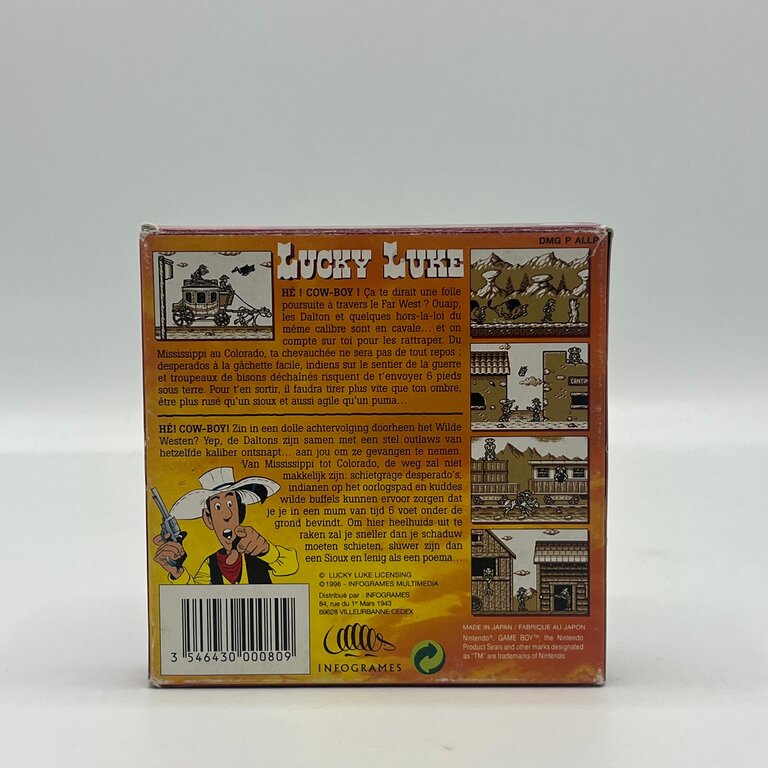 DMG P ALLP
LUCKY LUKE
HÉ ! COW-BOY ! Ça te dirait une folle
poursuite à travers le Far West ? Ouaip,
les Dalton et quelques hors-la-loi du
même calibre sont en cavale... et on
compte sur toi pour les rattraper. Du
Mississippi au Colorado, ta chevauchée ne sera pas de tout repos :
desperados à la gâchette facile, indiens sur le sentier de la guerre
et troupeaux de bisons déchaînés risquent de t'envoyer 6 pieds
sous terre. Pour t'en sortir, il faudra tirer plus vite que ton ombre,
être plus rusé qu'un sioux et aussi agile qu'un puma...
HÉ! COW-BOY! Zin in een dolle achtervolging doorheen het Wilde
Westen? Yep, de Daltons zijn samen met een stel outlaws van
hetzelfde kaliber ontsnapt... aan jou om ze gevangen te nemen.
Van Mississippi tot Colorado, de weg zal niet
makkelijk zijn: schietgrage desperado's,
indianen op het oorlogspad en kuddes
wilde buffels kunnen ervoor zorgen dat
je je in een mum van tijd 6 voet onder de
grond bevindt. Om hier heelhuids uit te
raken zal je sneller dan je schaduw
moeten schieten, sluwer zijn dan
een Sioux en lenig als een poema...
© LUCKY LUKE LICENSING
© 1996 - INFOGRAMES MULTIMEDIA
Distribué par : INFOGRAMES
84, rue du 1er Mars 1943
69628 VILLEURBANNE CEDEX
3 546430 000809
INFOGRAMES
CANTIN
MADE IN JAPAN / FABRIQUE AU JAPON
Nintendo®, GAME BOY™, the Nintendo
Product Seals and other marks designated
as "TM" are trademarks of Nintendo.